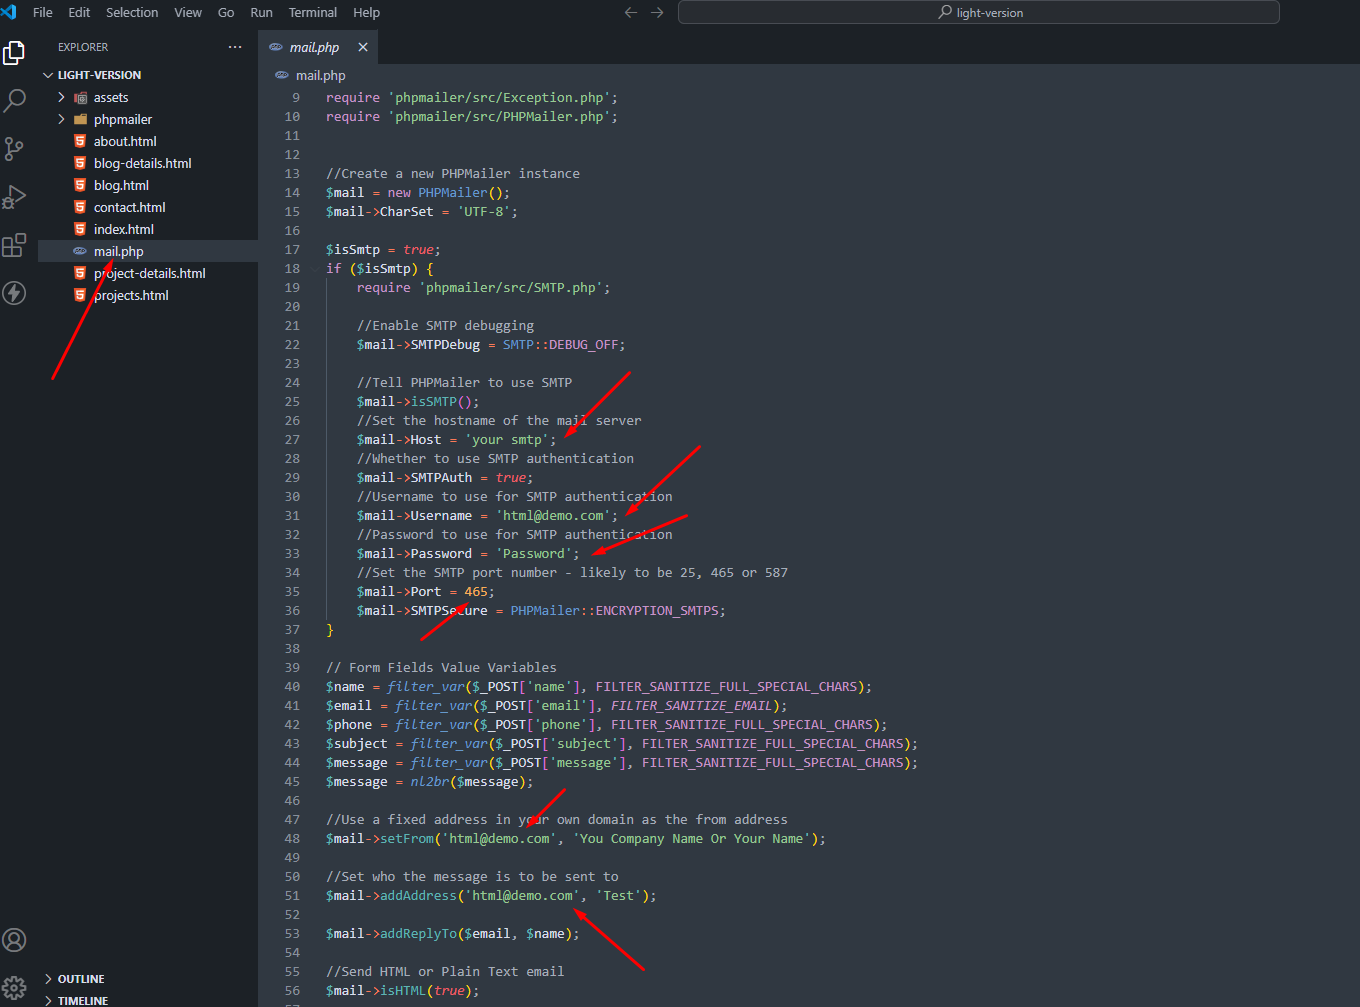 File Edit Selection View Go Run Terminal Help
light-version
EXPLORER
LIGHT-VERSION
assets
phpmailer
about.html
blog-details.html
blog.html
contact.html
index.html
mail.php
project-details.html
projects.html
OUTLINE
TIMELINE
mail.php
mail.php
9 require 'phpmailer/src/Exception.php';
10 require 'phpmailer/src/PHPMailer.php';
11
12
13 //Create a new PHPMailer instance
14 $mail = new PHPMailer();
15 $mail->CharSet = 'UTF-8';
16
17 $isSmtp = true;
18 if ($isSmtp) {
19 require 'phpmailer/src/SMTP.php';
20
21 //Enable SMTP debugging
22 $mail->SMTPDebug = SMTP::DEBUG_OFF;
23
24 //Tell PHPMailer to use SMTP
25 $mail->isSMTP();
26 //Set the hostname of the mail server
27 $mail->Host = 'your smtp';
28 //Whether to use SMTP authentication
29 $mail->SMTPAuth = true;
30 //Username to use for SMTP authentication
31 $mail->Username = 'html@demo.com';
32 //Password to use for SMTP authentication
33 $mail->Password = 'Password';
34 //Set the SMTP port number - likely to be 25, 465 or 587
35 $mail->Port = 465;
36 $mail->SMTPSecure = PHPMailer::ENCRYPTION_SMTPS;
37 }
38
39 // Form Fields Value Variables
40 $name = filter_var($_POST['name'], FILTER_SANITIZE_FULL_SPECIAL_CHARS);
41 $email = filter_var($_POST['email'], FILTER_SANITIZE_EMAIL);
42 $phone = filter_var($_POST['phone'], FILTER_SANITIZE_FULL_SPECIAL_CHARS);
43 $subject = filter_var($_POST['subject'], FILTER_SANITIZE_FULL_SPECIAL_CHARS);
44 $message = filter_var($_POST['message'], FILTER_SANITIZE_FULL_SPECIAL_CHARS);
45 $message = nl2br($message);
46
47 //Use a fixed address in your own domain as the from address
48 $mail->setFrom('html@demo.com', 'You Company Name Or Your Name');
49
50 //Set who the message is to be sent to
51 $mail->addAddress('html@demo.com', 'Test');
52
53 $mail->addReplyTo($email, $name);
54
55 //Send HTML or Plain Text email
56 $mail->isHTML(true);